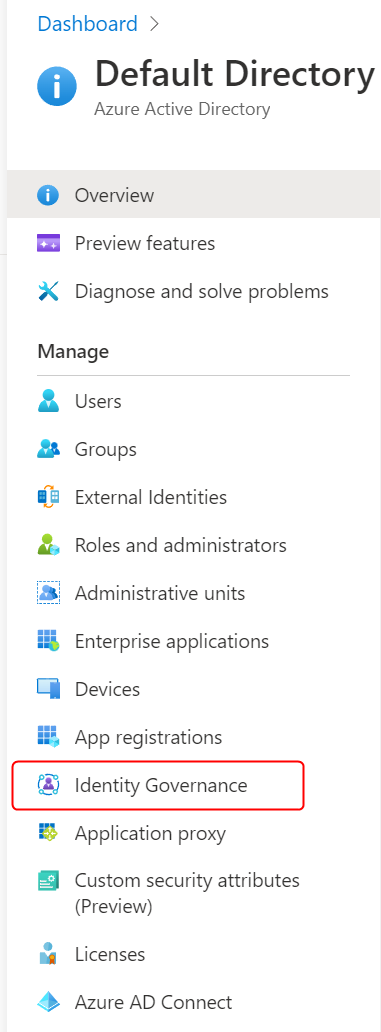 Dashboard >
Default Directory
Azure Active Directory
Overview
Preview features
Diagnose and solve problems
Manage
Users
Groups
External Identities
Roles and administrators
Administrative units
Enterprise applications
Devices
App registrations
Identity Governance
Application proxy
Custom security attributes
(Preview)
Licenses
Azure AD Connect